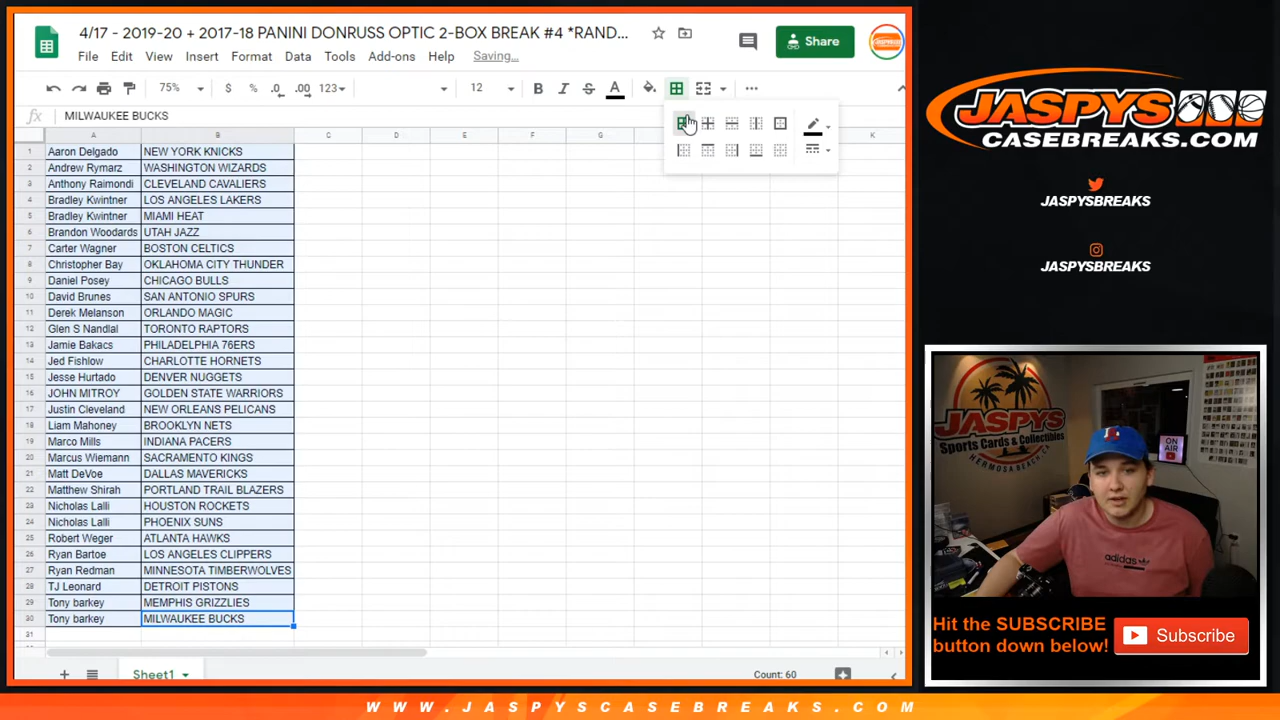 4/17 - 2019-20 + 2017-18 PANINI DONRUSS OPTIC 2-BOX BREAK #4 *RAND...
File Edit View Insert Format Data Tools Add-ons Help Saving...
Share
75% $ % .0 .00 123 12 B I S A
fx MILWAUKEE BUCKS
A B C D E F G K
1 Aaron Delgado NEW YORK KNICKS
2 Andrew Rymarz WASHINGTON WIZARDS
3 Anthony Raimondi CLEVELAND CAVALIERS
4 Bradley Kwintner LOS ANGELES LAKERS
5 Bradley Kwintner MIAMI HEAT
6 Brandon Woodards UTAH JAZZ
7 Carter Wagner BOSTON CELTICS
8 Christopher Bay OKLAHOMA CITY THUNDER
9 Daniel Posey CHICAGO BULLS
10 David Brunes SAN ANTONIO SPURS
11 Derek Melanson ORLANDO MAGIC
12 Glen S Nandlal TORONTO RAPTORS
13 Jamie Bakacs PHILADELPHIA 76ERS
14 Jed Fishlow CHARLOTTE HORNETS
15 Jesse Hurtado DENVER NUGGETS
16 JOHN MITROY GOLDEN STATE WARRIORS
17 Justin Cleveland NEW ORLEANS PELICANS
18 Liam Mahoney BROOKLYN NETS
19 Marco Mills INDIANA PACERS
20 Marcus Wiemann SACRAMENTO KINGS
21 Matt DeVoe DALLAS MAVERICKS
22 Matthew Shirah PORTLAND TRAIL BLAZERS
23 Nicholas Lalli HOUSTON ROCKETS
24 Nicholas Lalli PHOENIX SUNS
25 Robert Weger ATLANTA HAWKS
26 Ryan Bartoe LOS ANGELES CLIPPERS
27 Ryan Redman MINNESOTA TIMBERWOLVES
28 TJ Leonard DETROIT PISTONS
29 Tony barkey MEMPHIS GRIZZLIES
30 Tony barkey MILWAUKEE BUCKS
31
Sheet1
Count: 60
JASPYS
CASEBREAKS.COM
JASPYSBREAKS
JASPYSBREAKS
JASPYS
Sports Cards & Collectibles
HERMOSA BEACH, CA
ON AIR
adidas
Hit the SUBSCRIBE
button down below!
Subscribe
WWW.JASPYSCASEBREAKS.COM